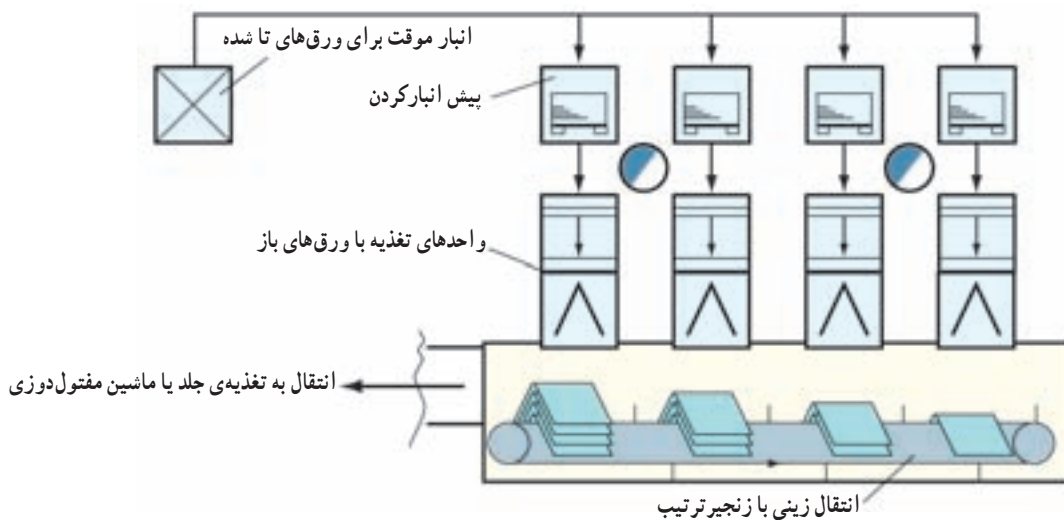 انبار موقت برای ورق‌های تا شده
پیش انبارکردن
واحدهای تغذیه با ورق‌های باز
انتقال به تغذیه‌ی جلد یا ماشین مفتول‌دوزی
انتقال زینی با زنجیرترتیب